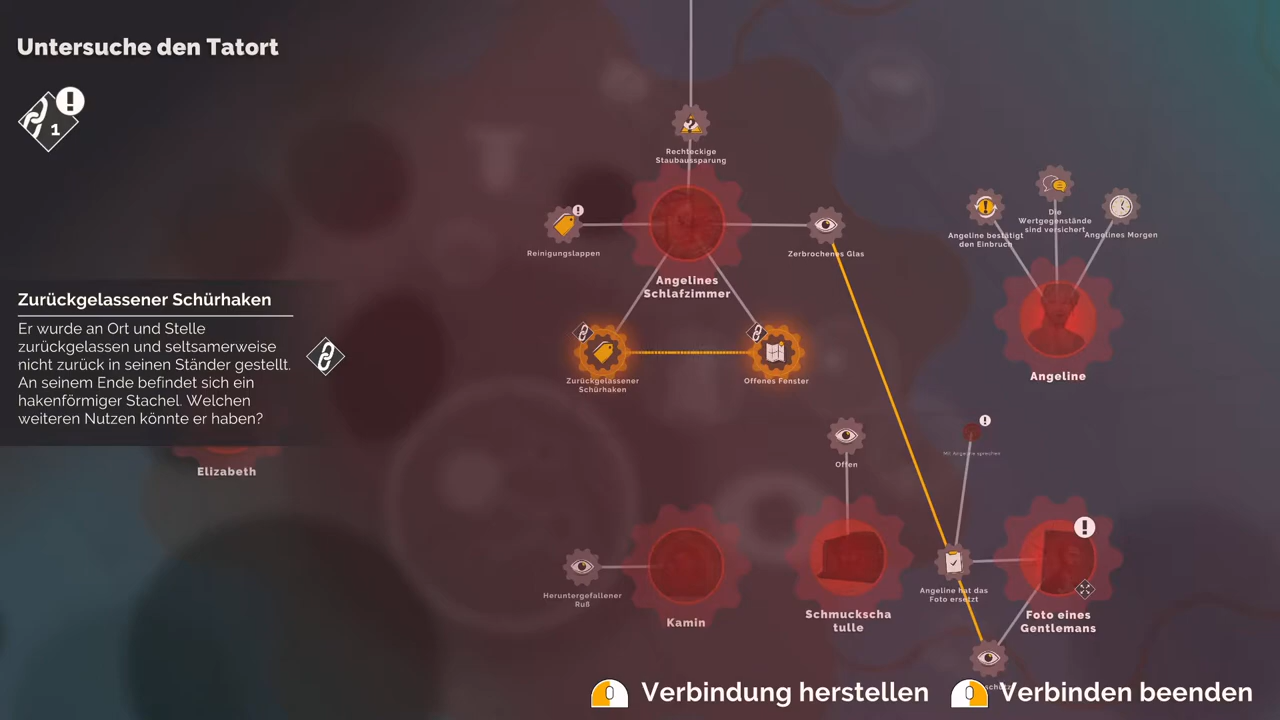 Untersuche den Tatort
1
Zurückgelassener Schürhaken
Er wurde an Ort und Stelle
zurückgelassen und seltsamerweise
nicht zurück in seinen Ständer gestellt.
An seinem Ende befindet sich ein
hakenförmiger Stachel. Welchen
weiteren Nutzen könnte er haben?
Elizabeth
Rechteckige
Staubaussparung
Reinigungslappen
Angelines
Schlafzimmer
Zerbrochenes Glas
Zurückgelassener
Schürhaken
Offenes Fenster
Angeline bestätigt
den Einbruch
Die
Wertgegenstände
sind versichert
Angelines Morgen
Angeline
Offen
Mit Angeline sprechen
Heruntergefallener
Ruß
Kamin
Schmuckscha
tulle
Angeline hat das
Foto ersetzt
Foto eines
Gentlemans
Verbindung herstellen
Verbinden beenden